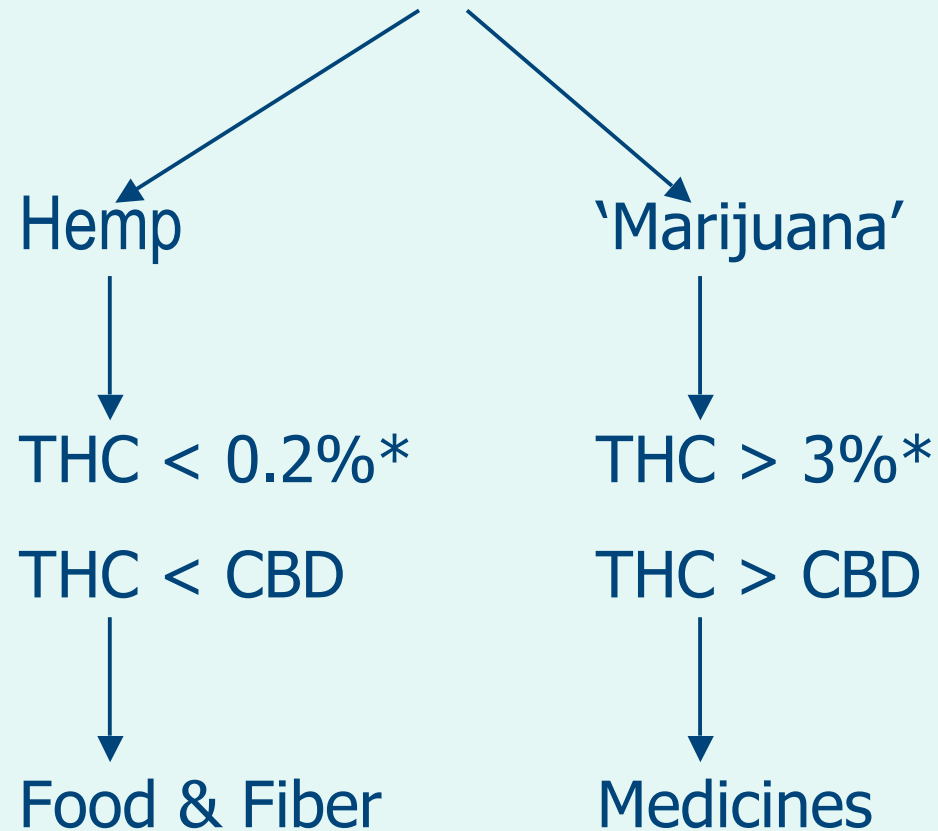 Hemp
‘Marijuana’
THC < 0.2%*
THC > 3%*
THC < CBD
THC > CBD
Food & Fiber
Medicines